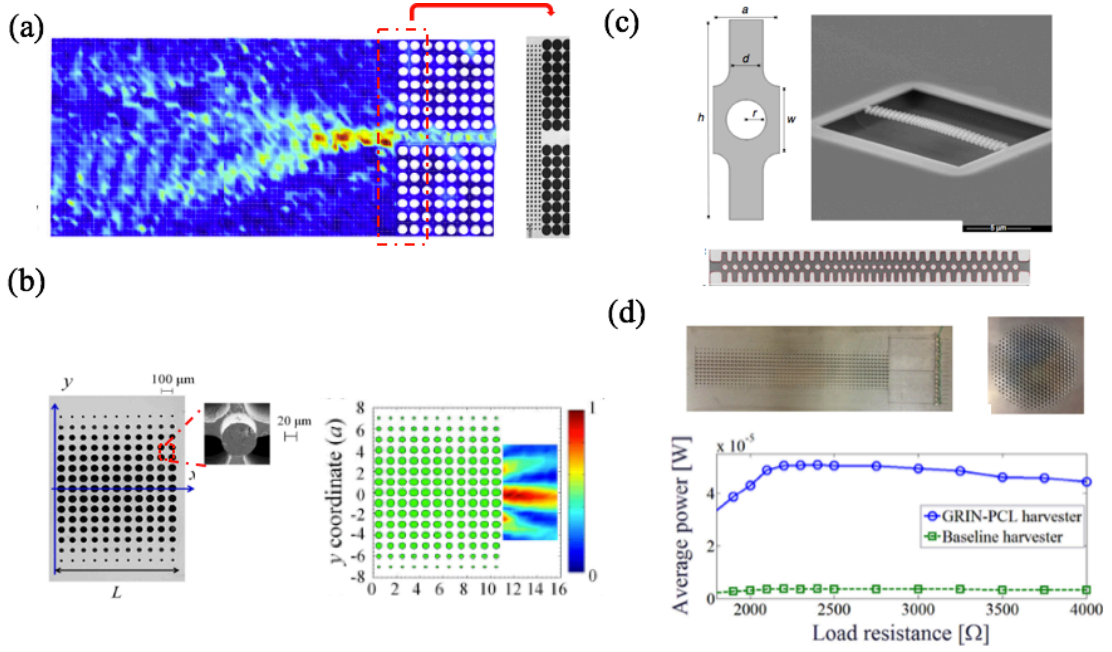 (a)
(c)
a
d
h
r
w
5 μm
(b)
y
100 μm
20 μm
x
L
y coordinate (a)
8
6
4
2
0
-2
-4
-6
-8
0 2 4 6 8 10 12 14 16
1
0
(d)
x 10⁻⁵
Average power [W]
4
2
0
GRIN-PCL harvester
Baseline harvester
2000 2500 3000 3500 4000
Load resistance [Ω]